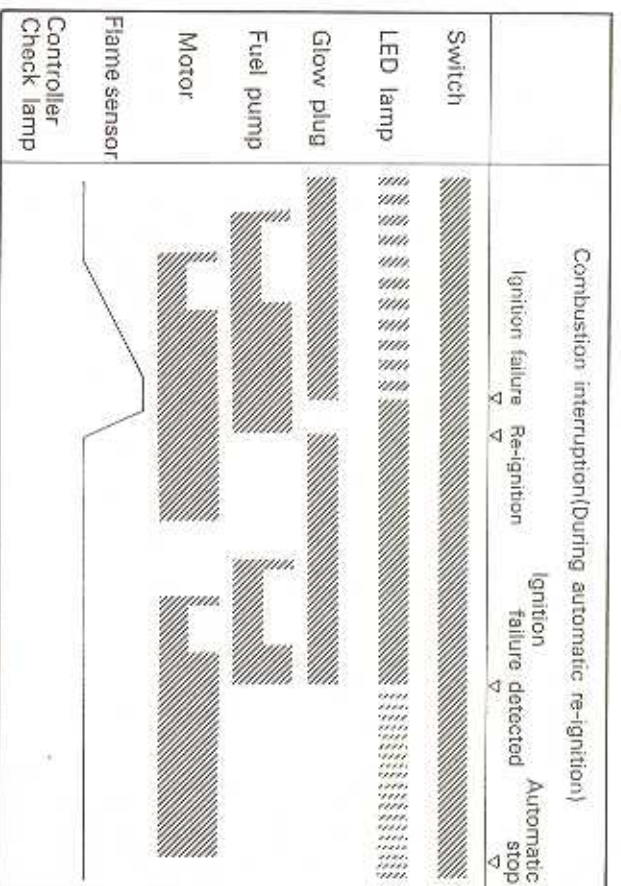 Combustion interruption(During automatic re-ignition)
Ignition failure
Re-ignition
Ignition
failure detected
Automatic
stop
Switch
LED lamp
Glow plug
Fuel pump
Motor
Flame sensor
Controller
Check lamp